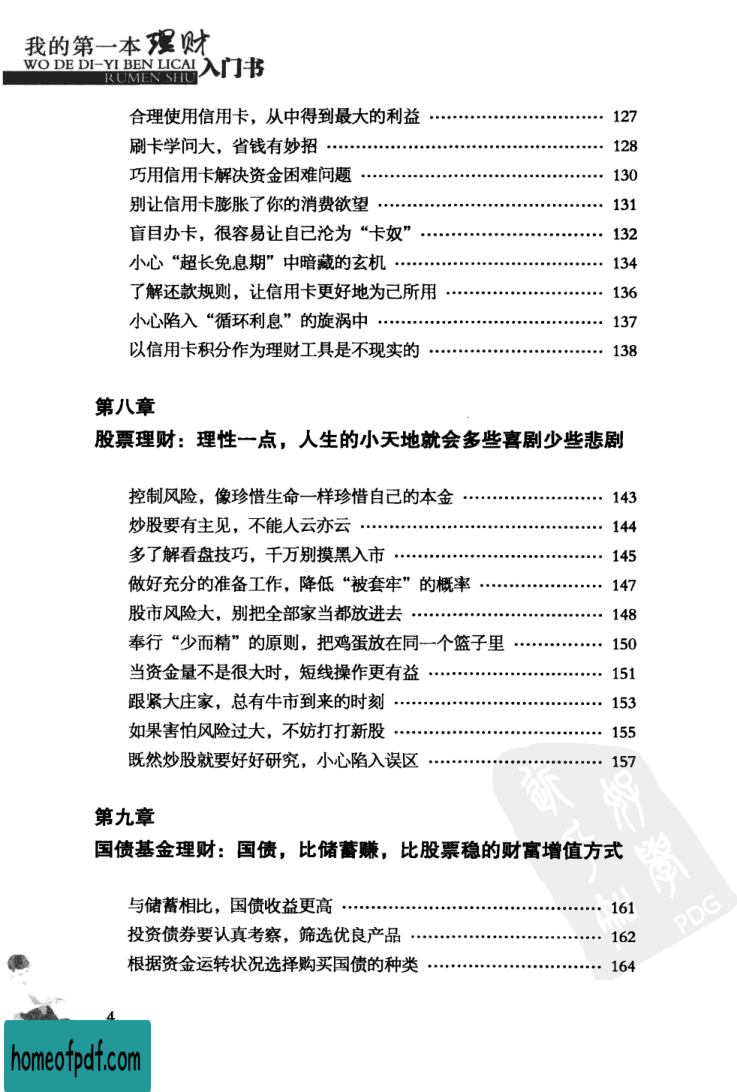 我的第一本理财
WO DE DI-YI BEN LICAI
RUMEN SHU
入门书
合理使用信用卡，从中得到最大的利益 …………………………… 127
刷卡学问大，省钱有妙招 …………………………… 128
巧用信用卡解决资金困难问题 …………………………… 130
别让信用卡膨胀了你的消费欲望 …………………………… 131
盲目办卡，很容易让自己沦为“卡奴” …………………………… 132
小心“超长免息期”中暗藏的玄机 …………………………… 134
了解还款规则，让信用卡更好地为己所用 …………………………… 136
小心陷入“循环利息”的旋涡中 …………………………… 137
以信用卡积分作为理财工具是不现实的 …………………………… 138
第八章
股票理财：理性一点，人生的小天地就会多些喜剧少些悲剧
控制风险，像珍惜生命一样珍惜自己的本金 …………………………… 143
炒股要有主见，不能人云亦云 …………………………… 144
多了解看盘技巧，千万别摸黑入市 …………………………… 145
做好充分的准备工作，降低“被套牢”的概率 …………………………… 147
股市风险大，别把全部家当都放进去 …………………………… 148
奉行“少而精”的原则，把鸡蛋放在同一个篮子里 …………………………… 150
当资金量不是很大时，短线操作更有益 …………………………… 151
跟紧大庄家，总有牛市到来的时刻 …………………………… 153
如果害怕风险过大，不妨打打新股 …………………………… 155
既然炒股就要好好研究，小心陷入误区 …………………………… 157
第九章
国债基金理财：国债，比储蓄赚，比股票稳的财富增值方式
与储蓄相比，国债收益更高 …………………………… 161
投资债券要认真考察，筛选优良产品 …………………………… 162
根据资金运转状况选择购买国债的种类 …………………………… 164
PDG
4
homeofpdf.com